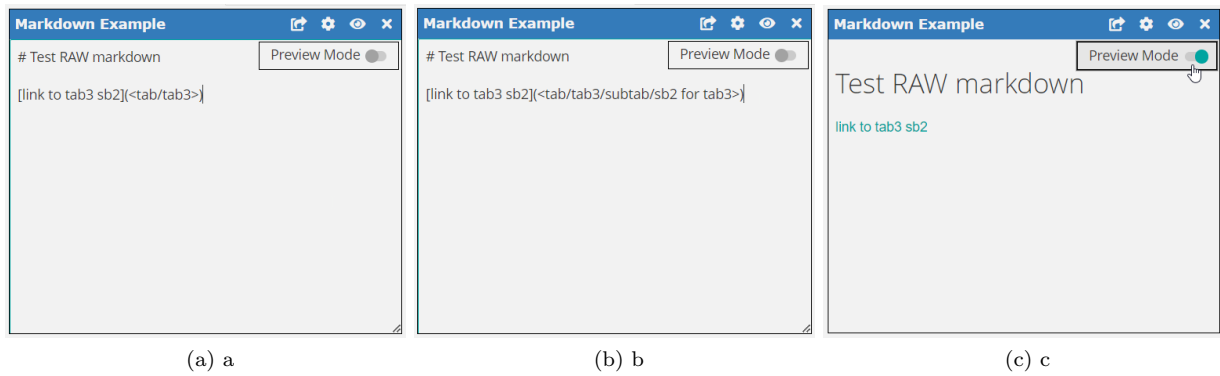 Markdown Example
# Test RAW markdown
Preview Mode
[link to tab3 sb2](<tab/tab3>)
(a) a
Markdown Example
# Test RAW markdown
Preview Mode
[link to tab3 sb2](<tab/tab3/subtab/sb2 for tab3>)
(b) b
Markdown Example
Preview Mode
Test RAW markdown
link to tab3 sb2
(c) c